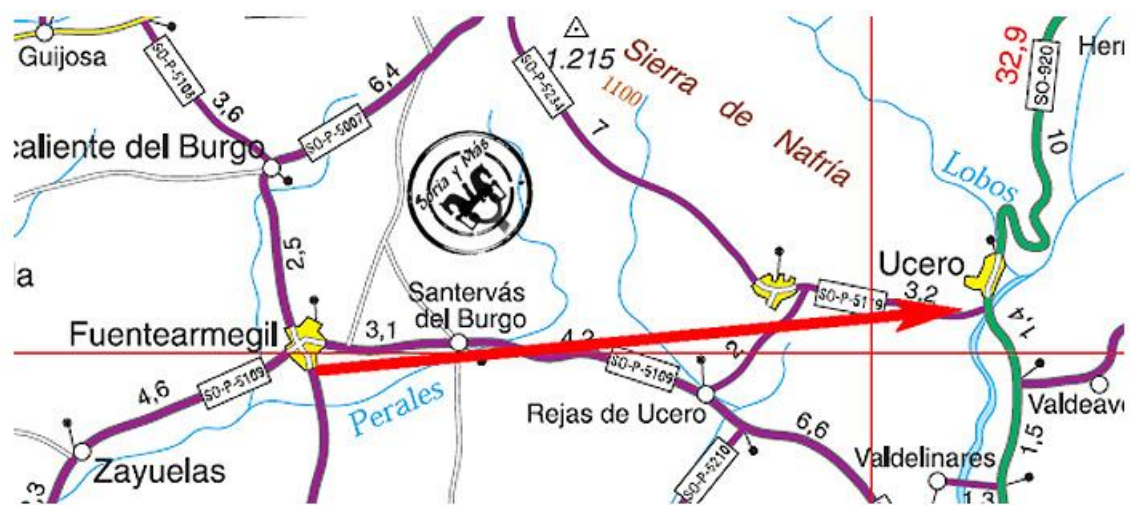 Guijosa
SO-P-5108
3,6
6,4
SO-P-5007
caliente del Burgo
2,5
Soria y Más
1.215
SO-P-5234
7
1100
Sierra
de
Nafría
32,9
SO-920
10
Lobos
Ucero
3,2
1,4
la
Fuentearmegil
Santervás
del Burgo
3,1
4,6
SO-P-5109
Perales
SO-P-5109
2
Rejas de Ucero
6,6
SO-P-5210
Zayuelas
Valdelinares
1,5
1,3